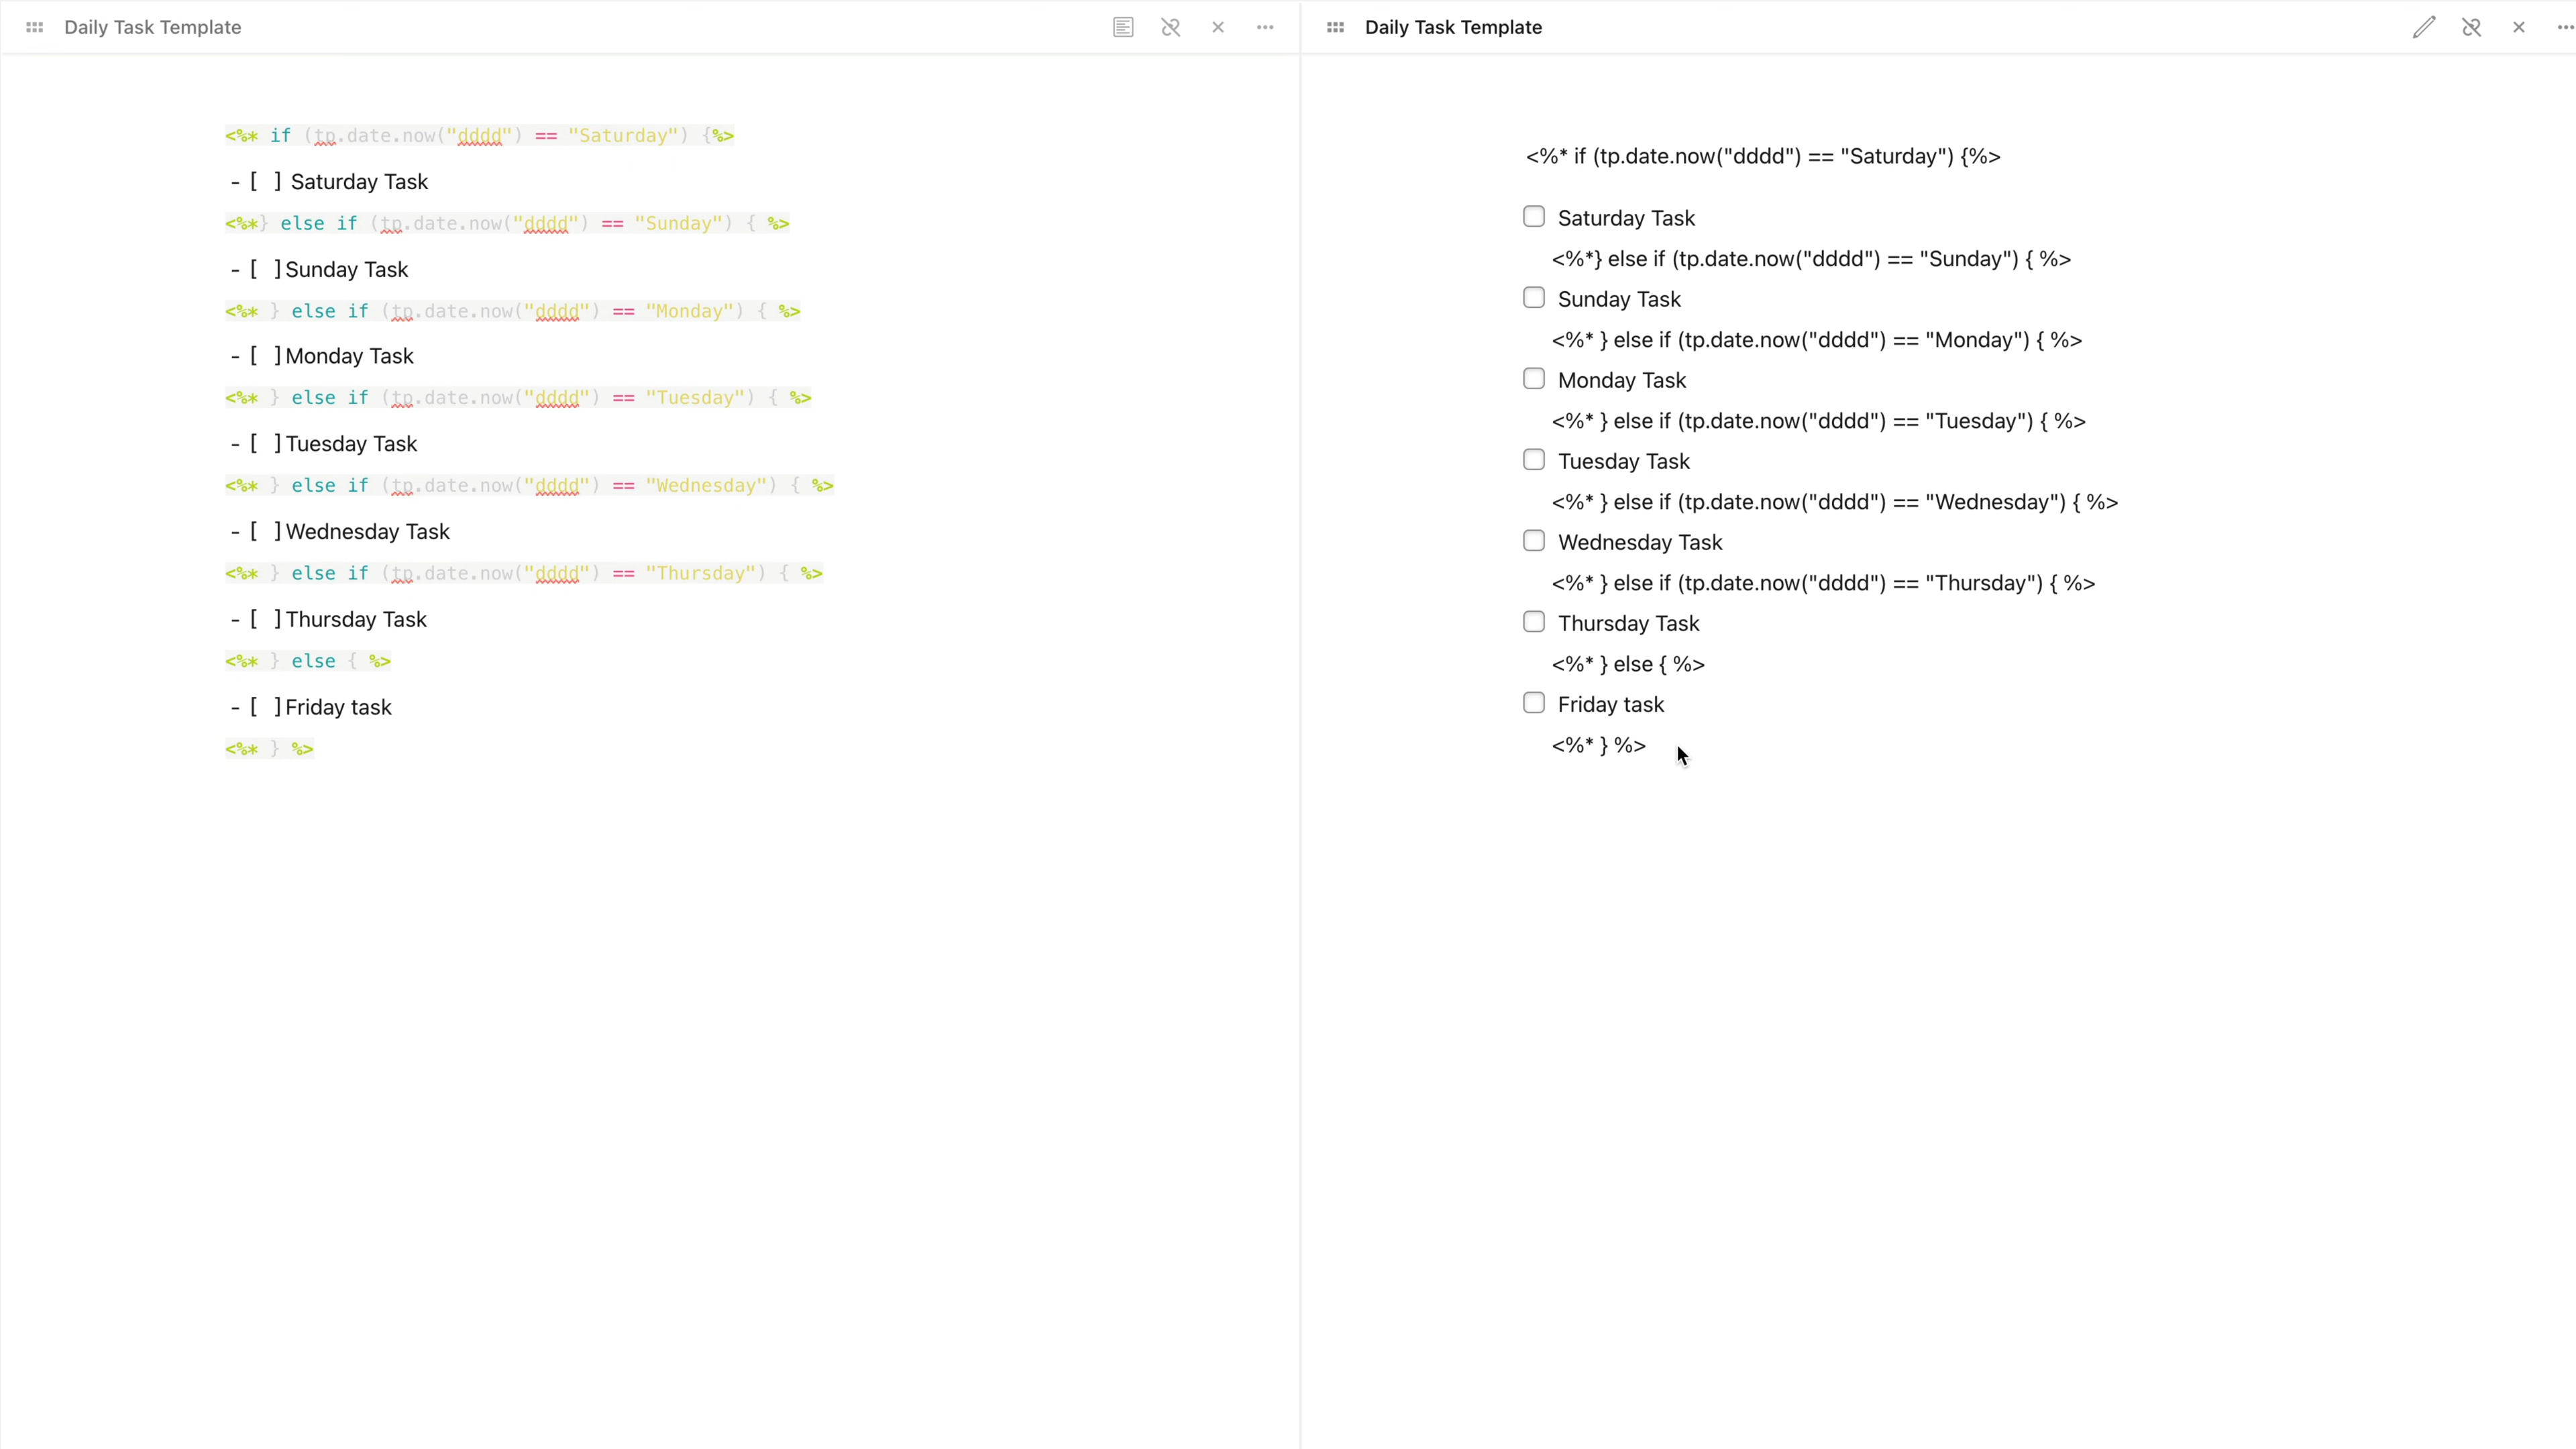 Daily Task Template
<%* if (tp.date.now("dddd") == "Saturday") {%>
- [ ] Saturday Task
<%*} else if (tp.date.now("dddd") == "Sunday") { %>
- [ ] Sunday Task
<%* } else if (tp.date.now("dddd") == "Monday") { %>
- [ ] Monday Task
<%* } else if (tp.date.now("dddd") == "Tuesday") { %>
- [ ] Tuesday Task
<%* } else if (tp.date.now("dddd") == "Wednesday") { %>
- [ ] Wednesday Task
<%* } else if (tp.date.now("dddd") == "Thursday") { %>
- [ ] Thursday Task
<%* } else { %>
- [ ] Friday task
<%* } %>
Daily Task Template
<%* if (tp.date.now("dddd") == "Saturday") {%>
Saturday Task
<%*} else if (tp.date.now("dddd") == "Sunday") { %>
Sunday Task
<%* } else if (tp.date.now("dddd") == "Monday") { %>
Monday Task
<%* } else if (tp.date.now("dddd") == "Tuesday") { %>
Tuesday Task
<%* } else if (tp.date.now("dddd") == "Wednesday") { %>
Wednesday Task
<%* } else if (tp.date.now("dddd") == "Thursday") { %>
Thursday Task
<%* } else { %>
Friday task
<%* } %>